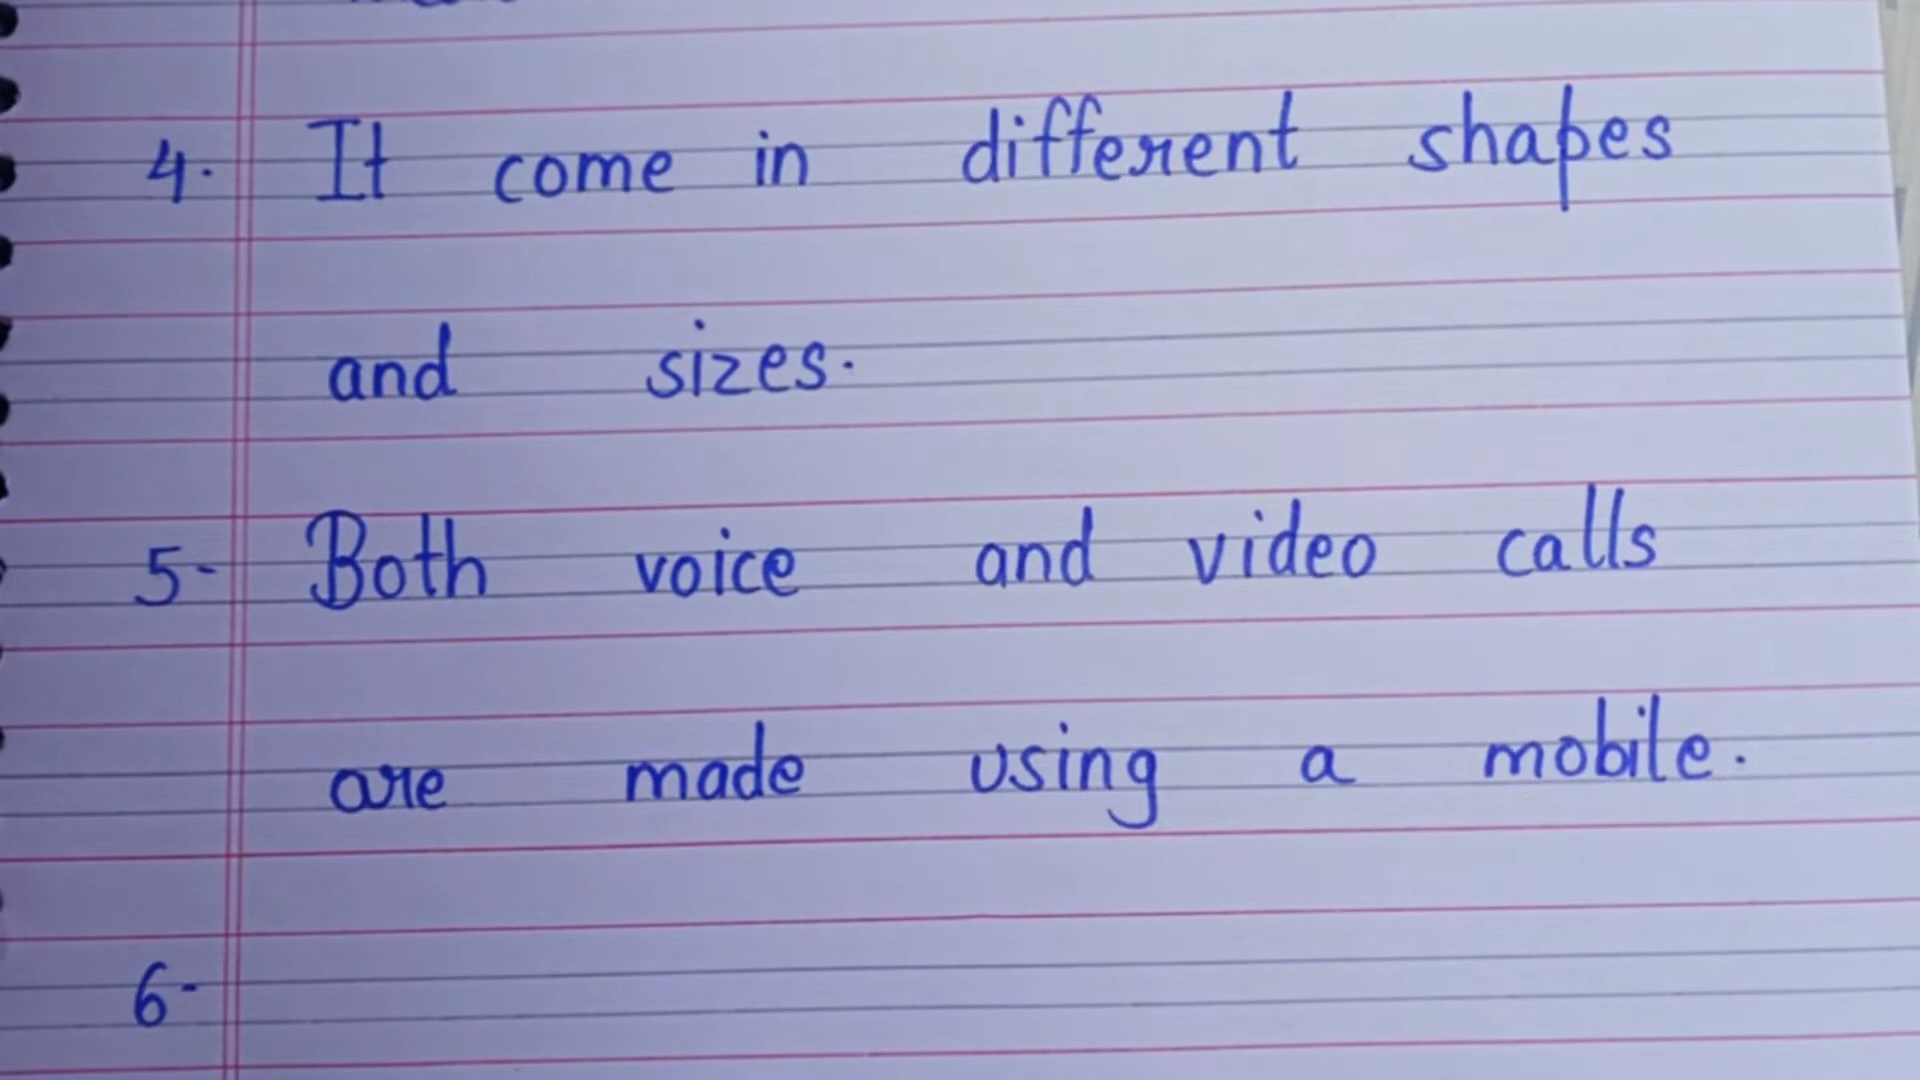 4. It come in different shapes
and sizes.
5- Both voice and video calls
are made using a mobile.
6-